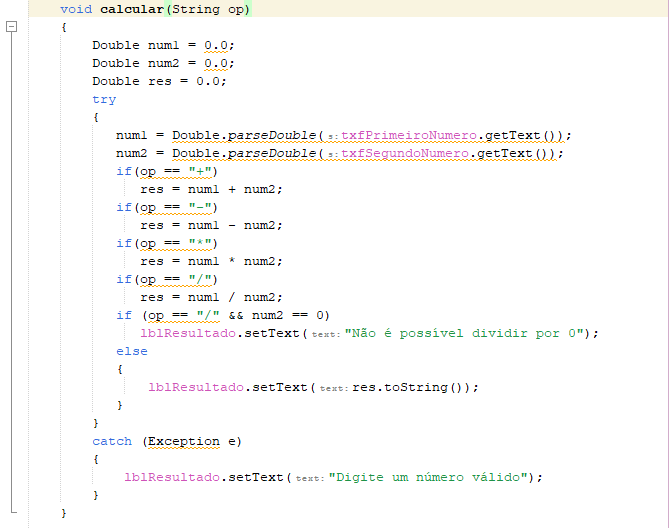 void calcular(String op)
{
Double num1 = 0.0;
Double num2 = 0.0;
Double res = 0.0;
try
{
num1 = Double.parseDouble( s: txfPrimeiroNumero.getText());
num2 = Double.parseDouble( s: txfSegundoNumero.getText());
if(op == "+")
res = num1 + num2;
if(op == "-")
res = num1 - num2;
if(op == "*")
res = num1 * num2;
if(op == "/")
res = num1 / num2;
if (op == "/" && num2 == 0)
lblResultado.setText( text: "Não é possível dividir por 0");
else
{
lblResultado.setText( text: res.toString());
}
}
catch (Exception e)
{
lblResultado.setText( text: "Digite um número válido");
}
}